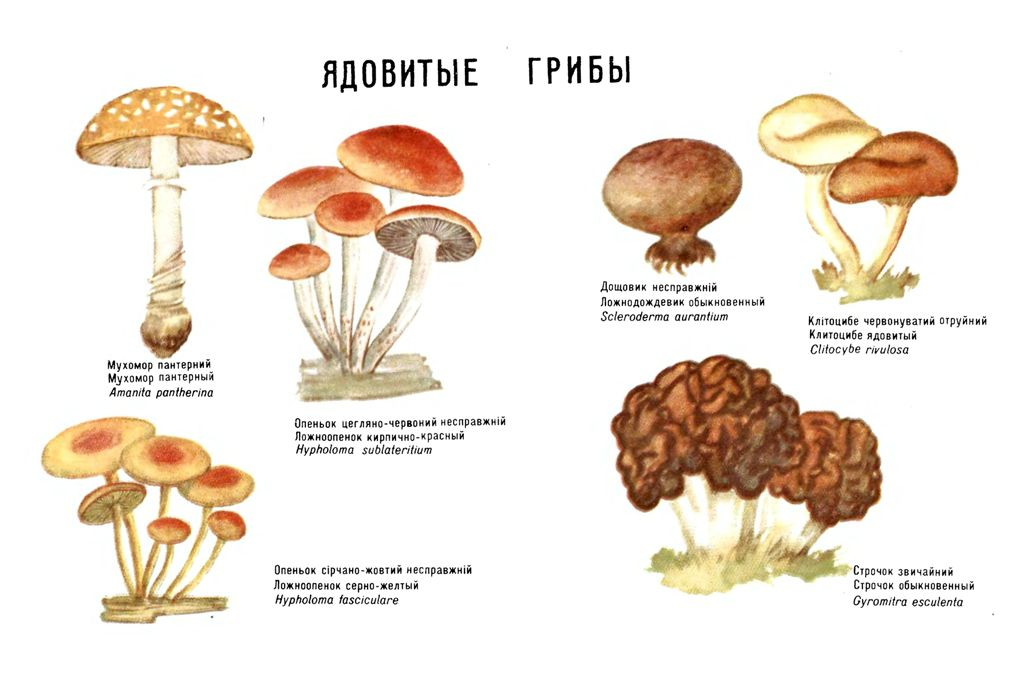 ЯДОВИТЫЕ ГРИБЫ
Мухомор пантерний
Мухомор пантерный
Amanita pantherina
Опеньок цегляно-червоний несправжній
Ложноопенок кирпично-красный
Hypholoma sublateritium
Опеньок сірчано-жовтий несправжній
Ложноопенок серно-желтый
Hypholoma fasciculare
Дощовик несправжній
Ложнодождевик обыкновенный
Scleroderma aurantium
Клітоцибе червонуватий отруйний
Клитоцибе ядовитый
Clitocybe rivulosa
Строчок звичайний
Строчок обыкновенный
Gyromitra esculenta